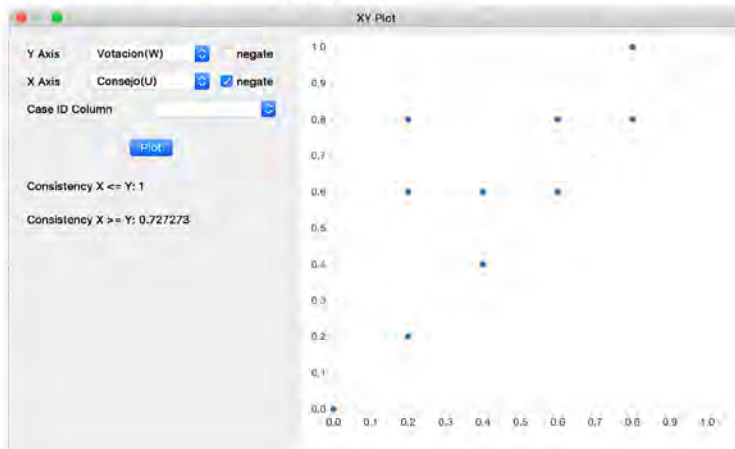 XY Plot
Y Axis Votacion(W) negate
X Axis Consejo(U) negate
Case ID Column
Plot
Consistency X <= Y: 1
Consistency X >= Y: 0.727273
1.0
0.9
0.8
0.7
0.6
0.5
0.4
0.3
0.2
0.1
0.0
0.0 0.1 0.2 0.3 0.4 0.5 0.6 0.7 0.8 0.9 1.0